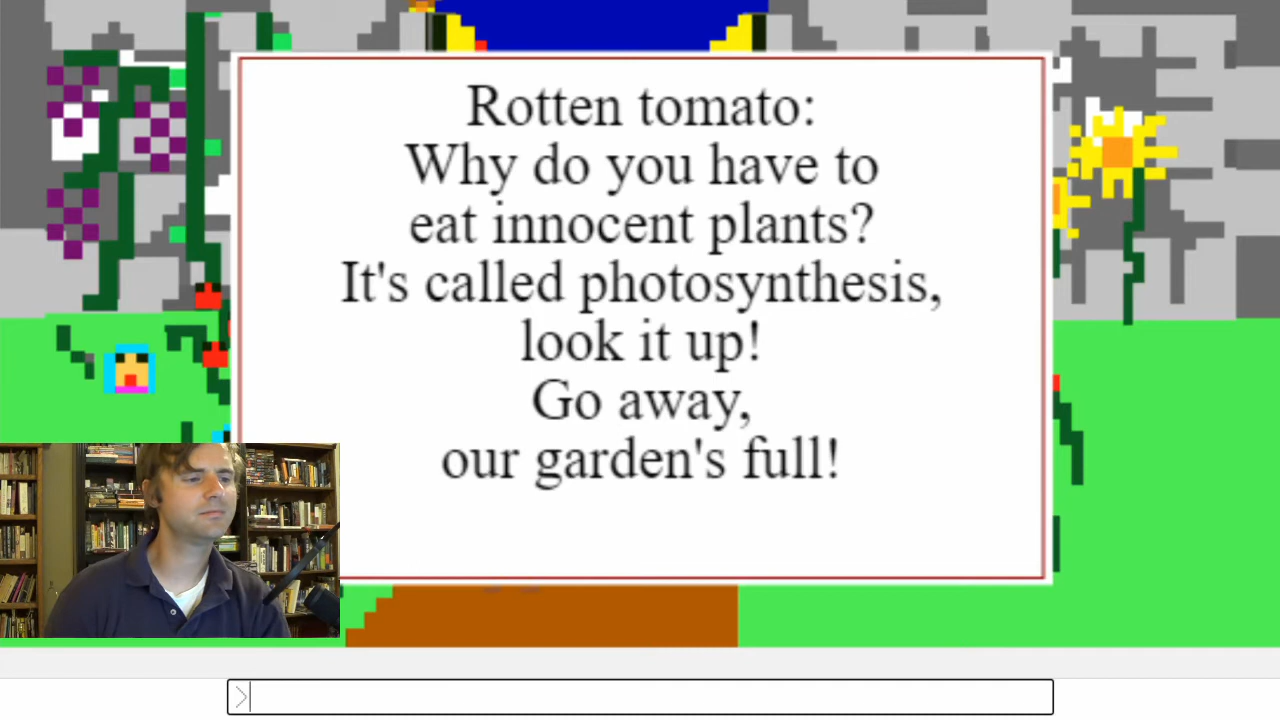 Rotten tomato:
Why do you have to
eat innocent plants?
It's called photosynthesis,
look it up!
Go away,
our garden's full!
>